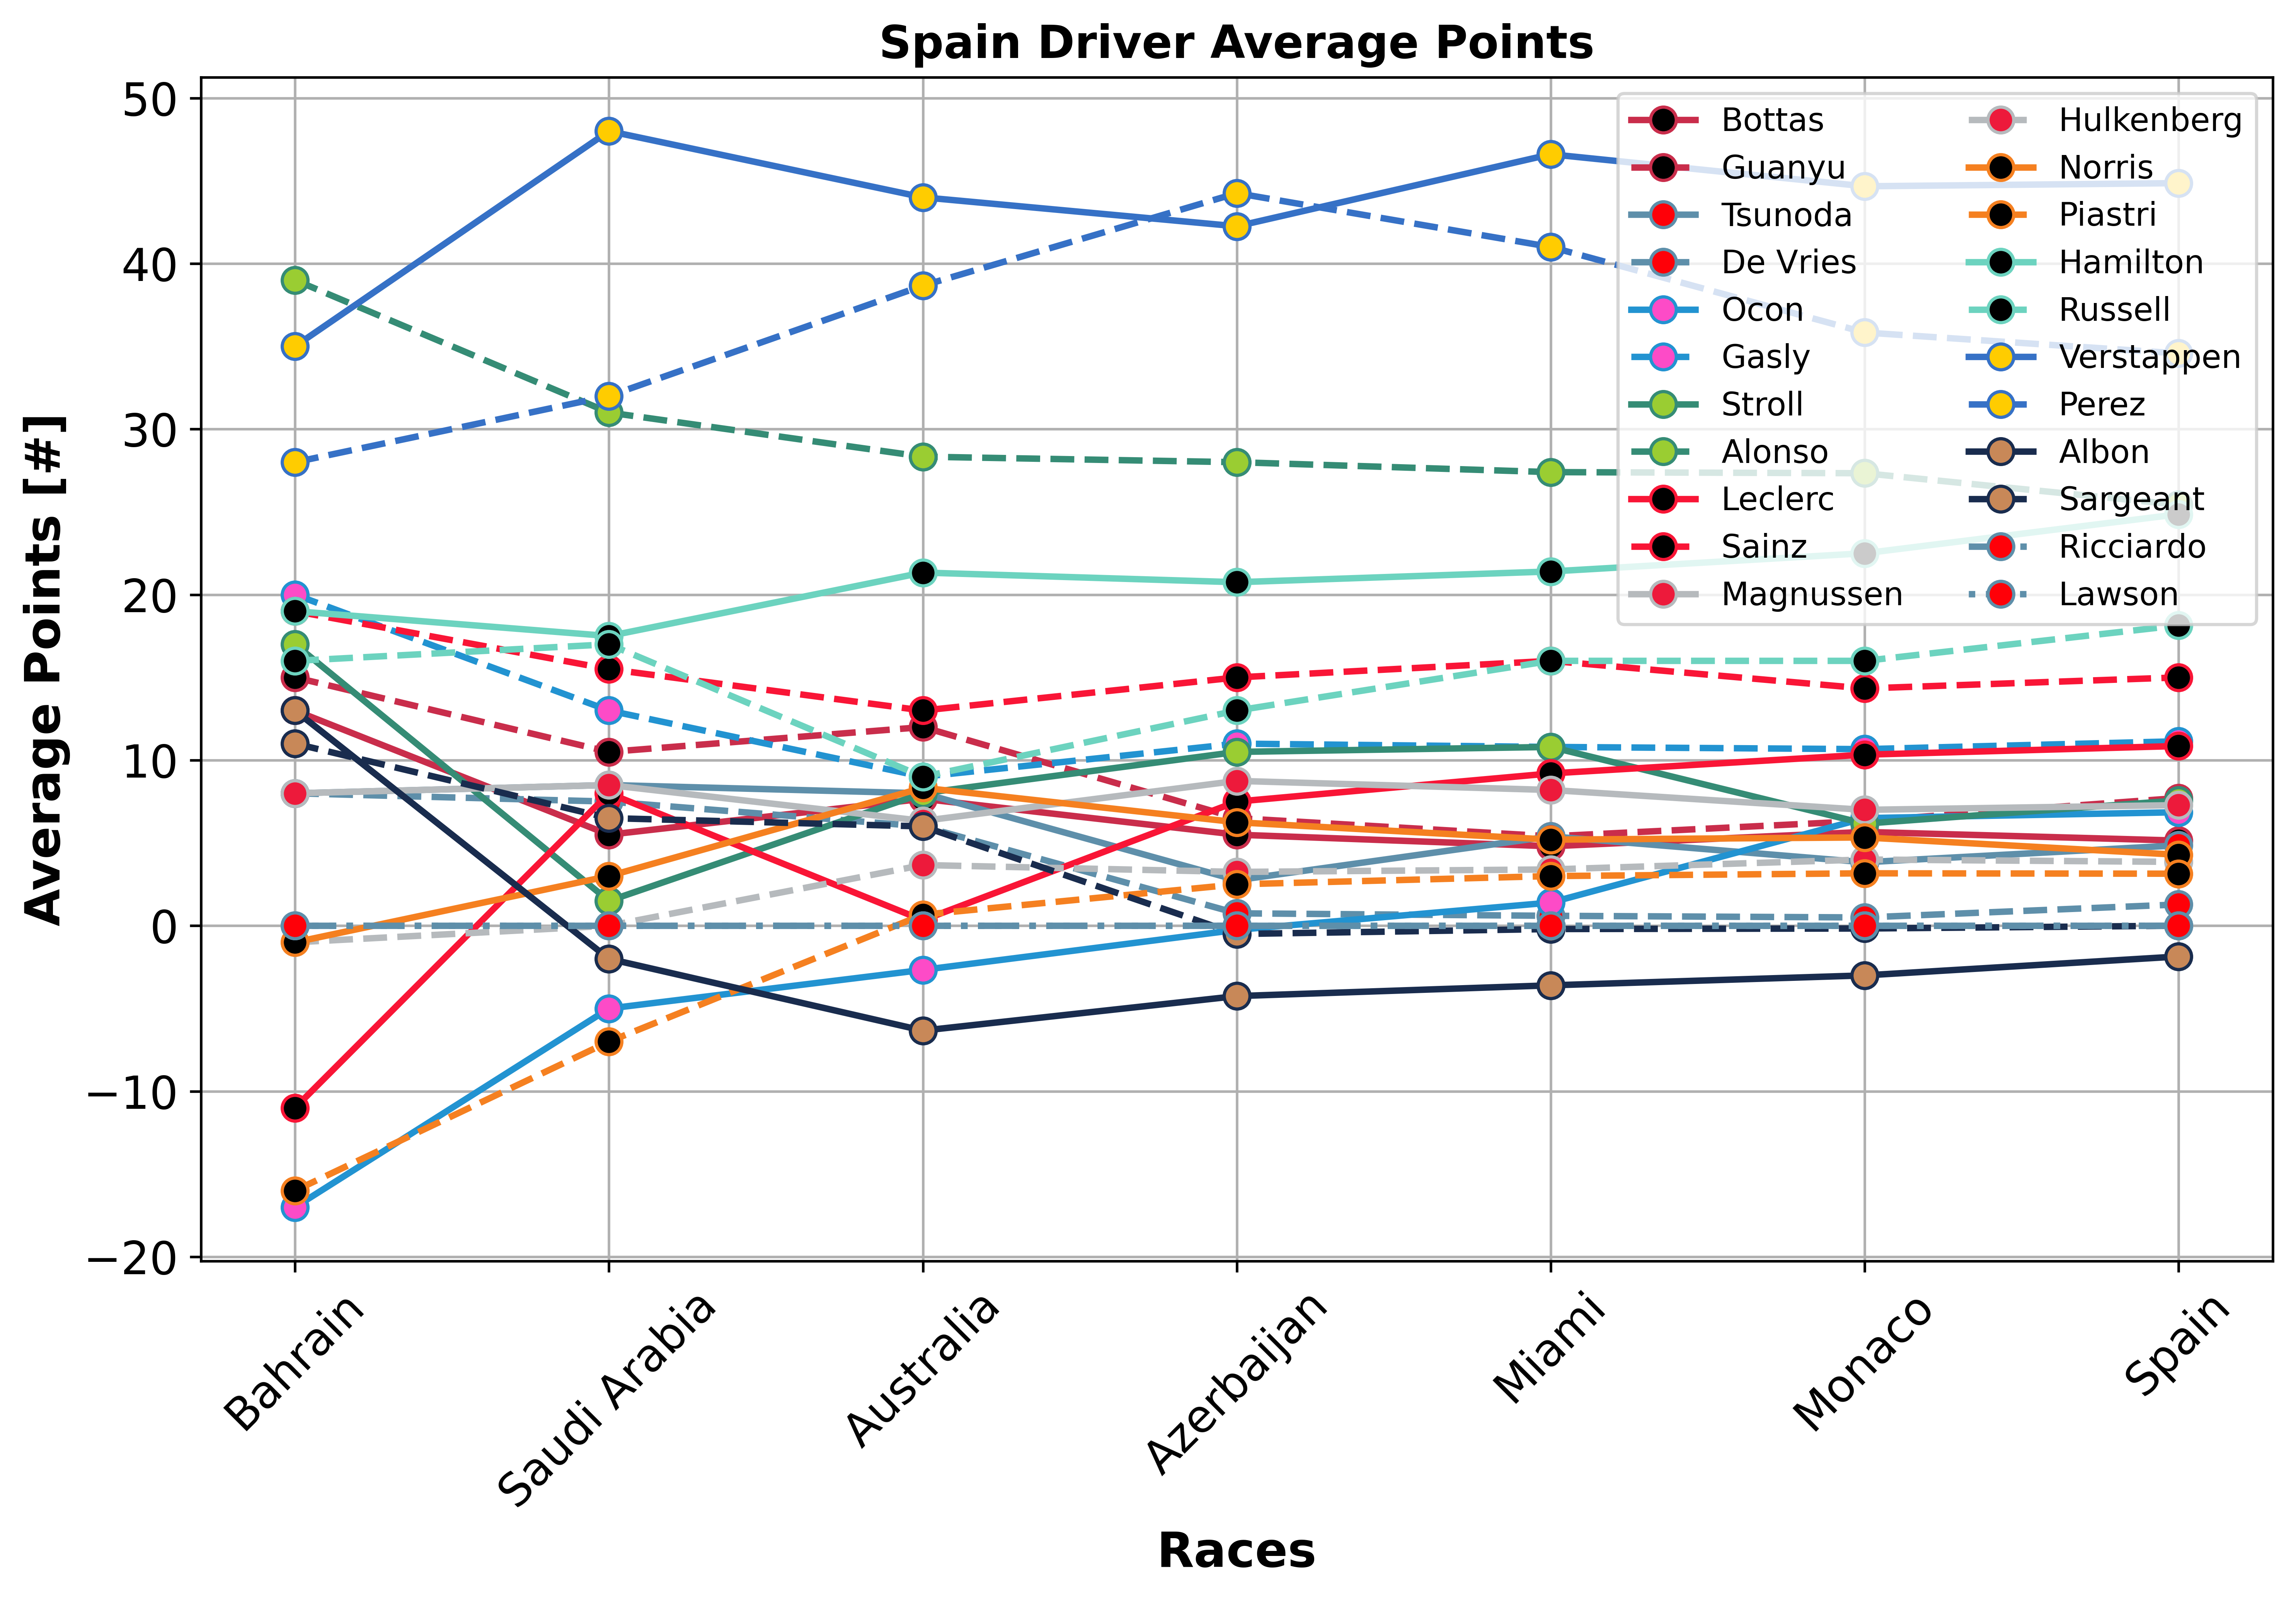 Spain Driver Average Points
Average Points [#]
50
40
30
20
10
0
−10
−20
Bottas
Guanyu
Tsunoda
De Vries
Ocon
Gasly
Stroll
Alonso
Leclerc
Sainz
Magnussen
Hulkenberg
Norris
Piastri
Hamilton
Russell
Verstappen
Perez
Albon
Sargeant
Ricciardo
Lawson
Bahrain
Saudi Arabia
Australia
Azerbaijan
Miami
Monaco
Spain
Races